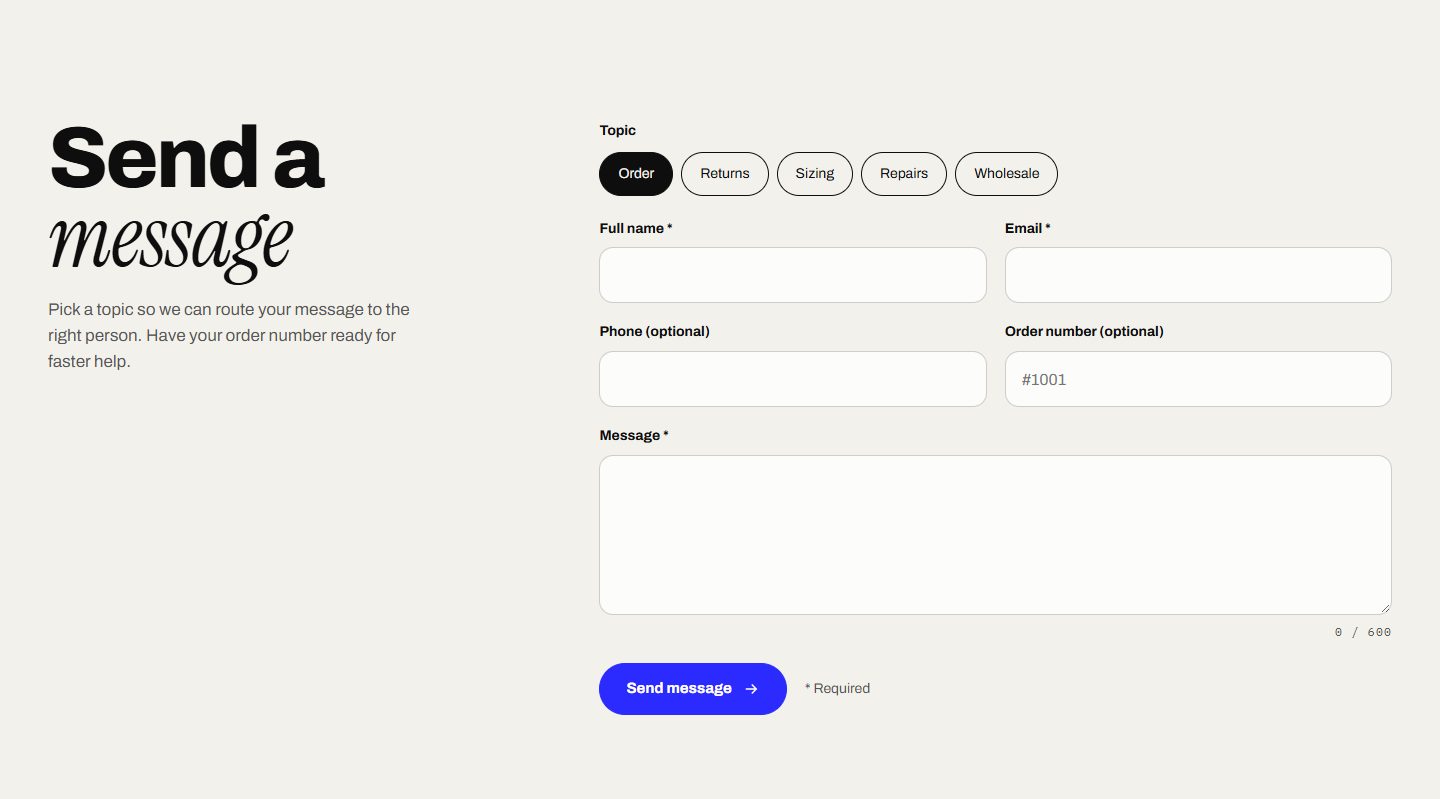 Send a
message
Pick a topic so we can route your message to the
right person. Have your order number ready for
faster help.
Topic
Order Returns Sizing Repairs Wholesale
Full name * Email *
Phone (optional) Order number (optional)
#1001
Message *
0 / 600
Send message → * Required